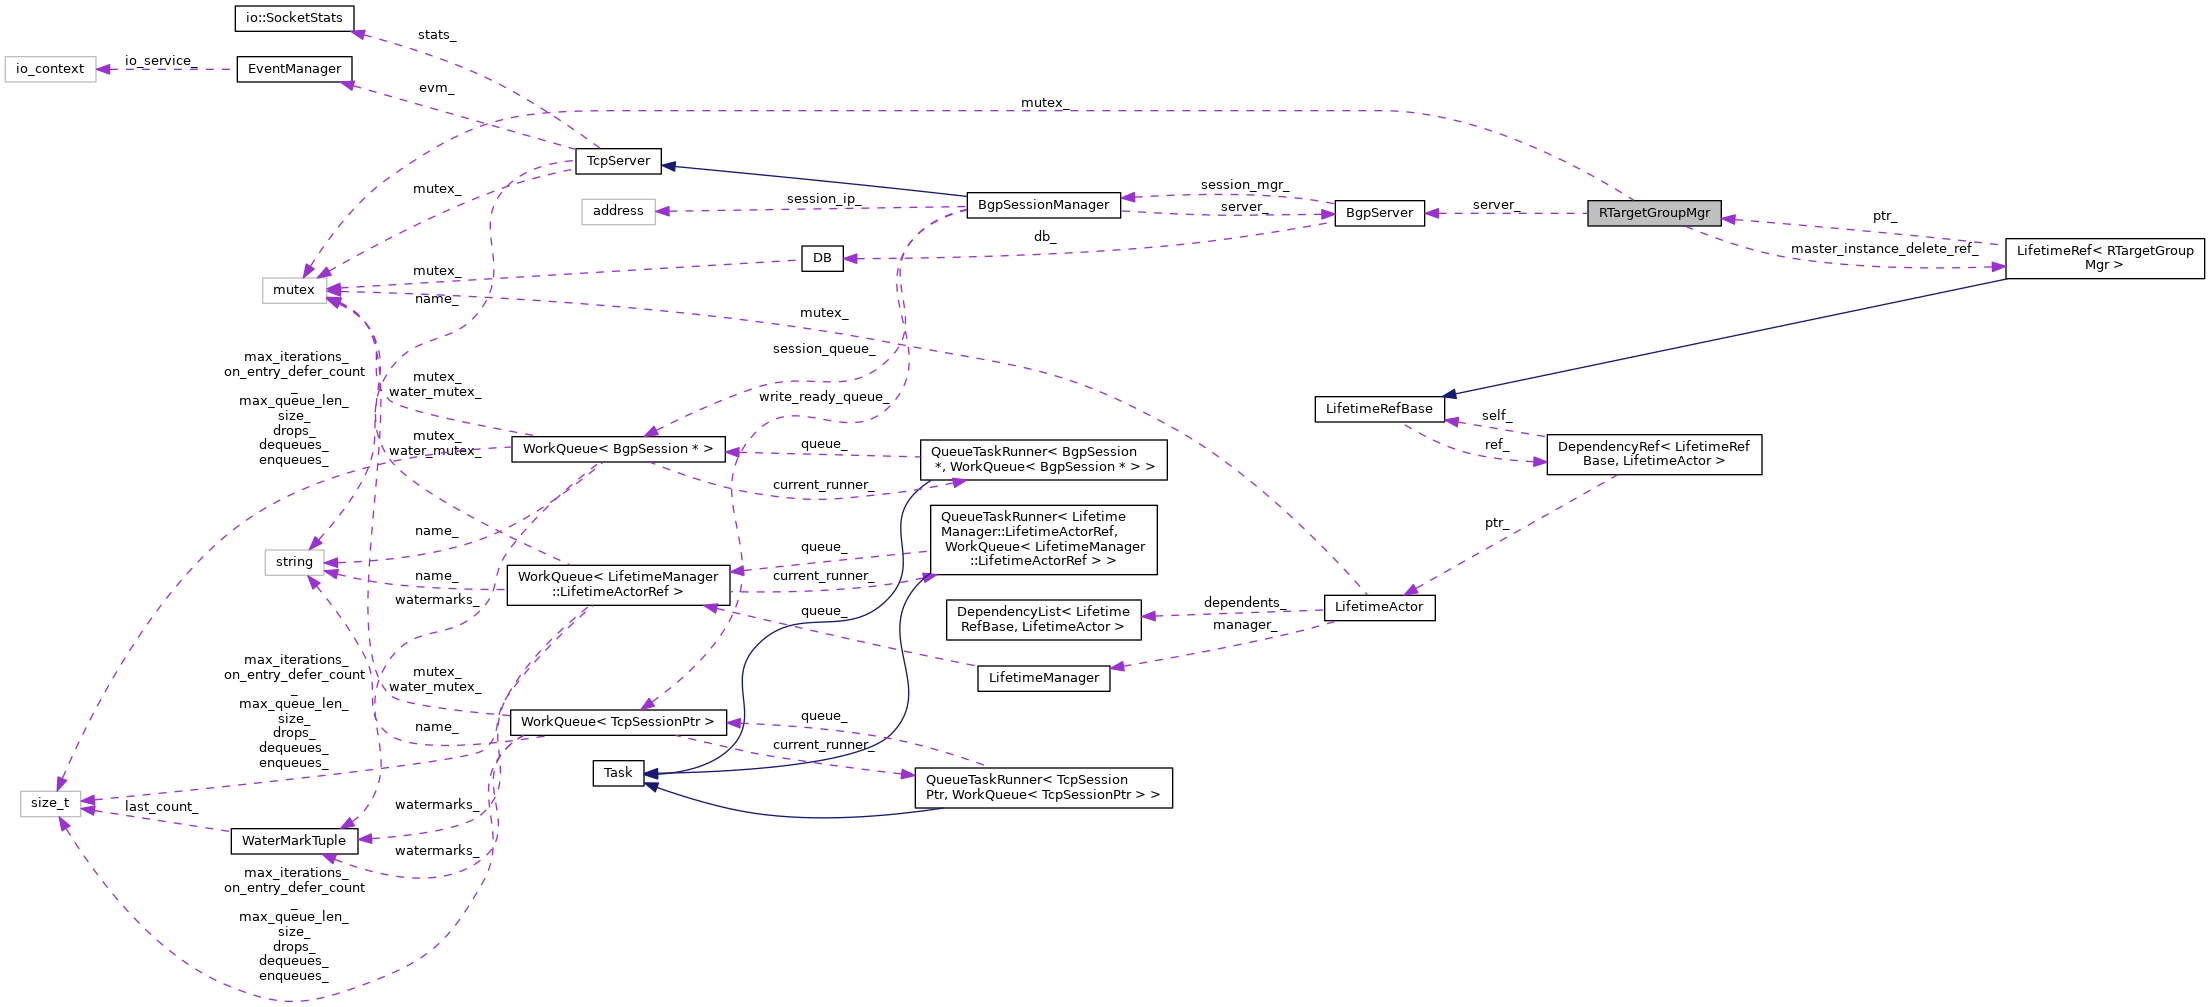 io::SocketStats
stats_
io_context
io_service_
EventManager
evm_
mutex_
TcpServer
mutex_
name_
address
session_ip_
BgpSessionManager
session_mgr_
server_
BgpServer
server_
RTargetGroupMgr
ptr_
master_instance_delete_ref_
LifetimeRef< RTargetGroup
Mgr >
db_
DB
mutex_
mutex
mutex_
session_queue_
write_ready_queue_
max_iterations_
on_entry_defer_count
_
max_queue_len_
size_
drops_
dequeues_
enqueues_
mutex_
water_mutex_
mutex_
water_mutex_
WorkQueue< BgpSession * >
queue_
current_runner_
QueueTaskRunner< BgpSession
*, WorkQueue< BgpSession * > >
LifetimeRefBase
self_
ref_
DependencyRef< LifetimeRef
Base, LifetimeActor >
ptr_
name_
string
name_
watermarks_
WorkQueue< LifetimeManager
::LifetimeActorRef >
queue_
current_runner_
queue_
QueueTaskRunner< Lifetime
Manager::LifetimeActorRef,
WorkQueue< LifetimeManager
::LifetimeActorRef > >
DependencyList< Lifetime
RefBase, LifetimeActor >
dependents_
manager_
LifetimeActor
LifetimeManager
max_iterations_
on_entry_defer_count
_
max_queue_len_
size_
drops_
dequeues_
enqueues_
mutex_
water_mutex_
name_
WorkQueue< TcpSessionPtr >
queue_
current_runner_
Task
QueueTaskRunner< TcpSession
Ptr, WorkQueue< TcpSessionPtr > >
size_t
last_count_
WaterMarkTuple
watermarks_
watermarks_
max_iterations_
on_entry_defer_count
_
max_queue_len_
size_
drops_
dequeues_
enqueues_